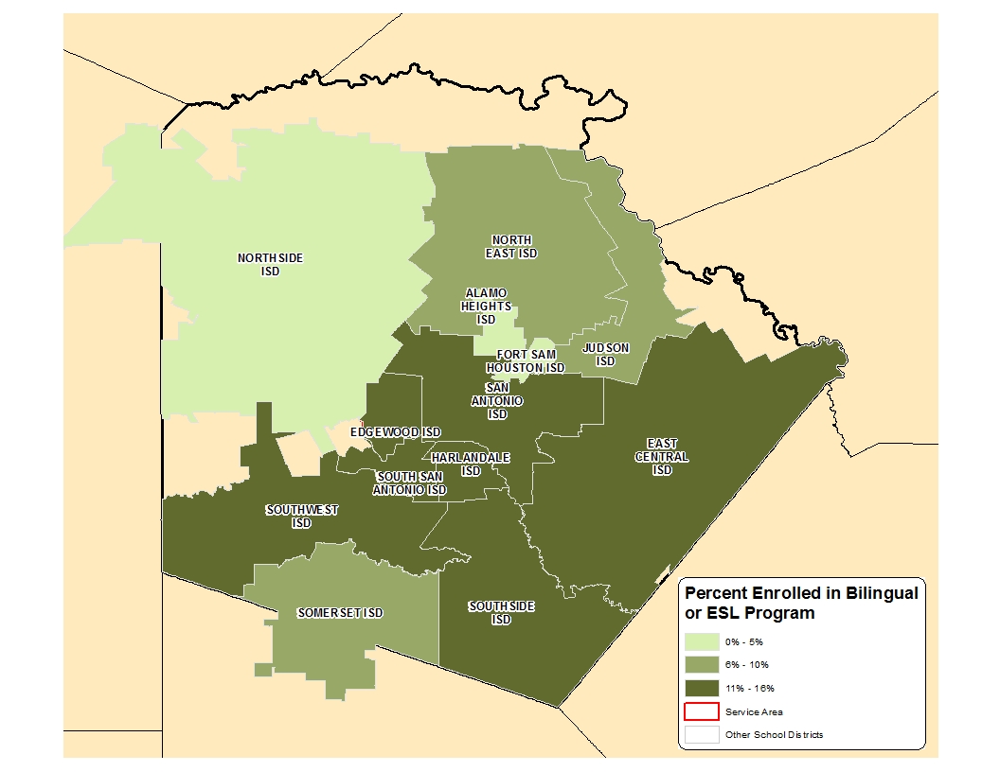 NORTHSIDE
ISD
NORTH
EAST ISD
ALAMO
HEIGHTS
ISD
FORT SAM
HOUSTON ISD
JUDSON
ISD
SAN
ANTONIO
ISD
EDGEWOOD ISD
HARLANDALE
ISD
EAST
CENTRAL
ISD
SOUTH SAN
ANTONIO ISD
SOUTHWEST
ISD
SOMERSET ISD
SOUTHSIDE
ISD
Percent Enrolled in Bilingual
or ESL Program
0% - 5%
6% - 10%
11% - 16%
Service Area
Other School Districts